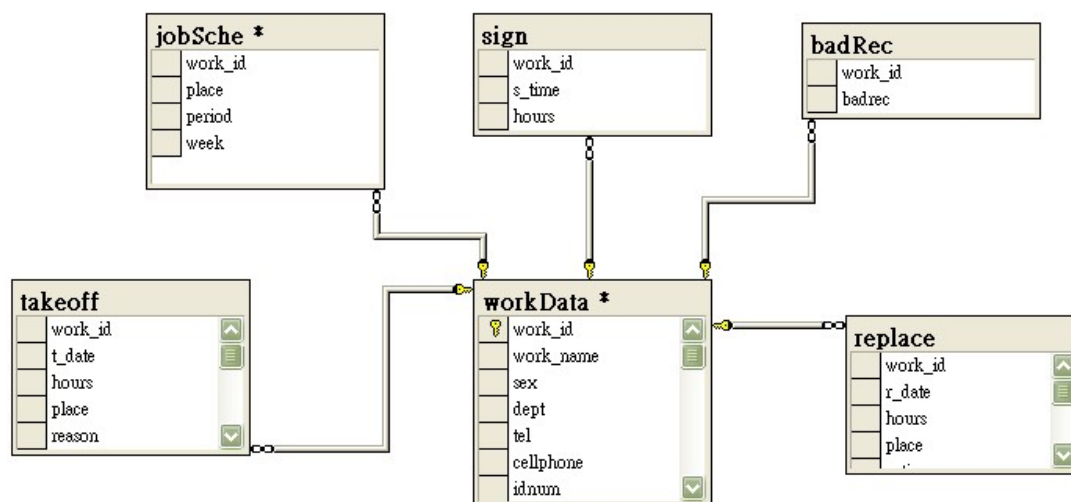 jobSche *
work_id
place
period
week
sign
work_id
s_time
hours
badRec
work_id
badrec
takeoff
work_id
t_date
hours
place
reason
workData *
work_id
work_name
sex
dept
tel
cellphone
idnum
replace
work_id
r_date
hours
place